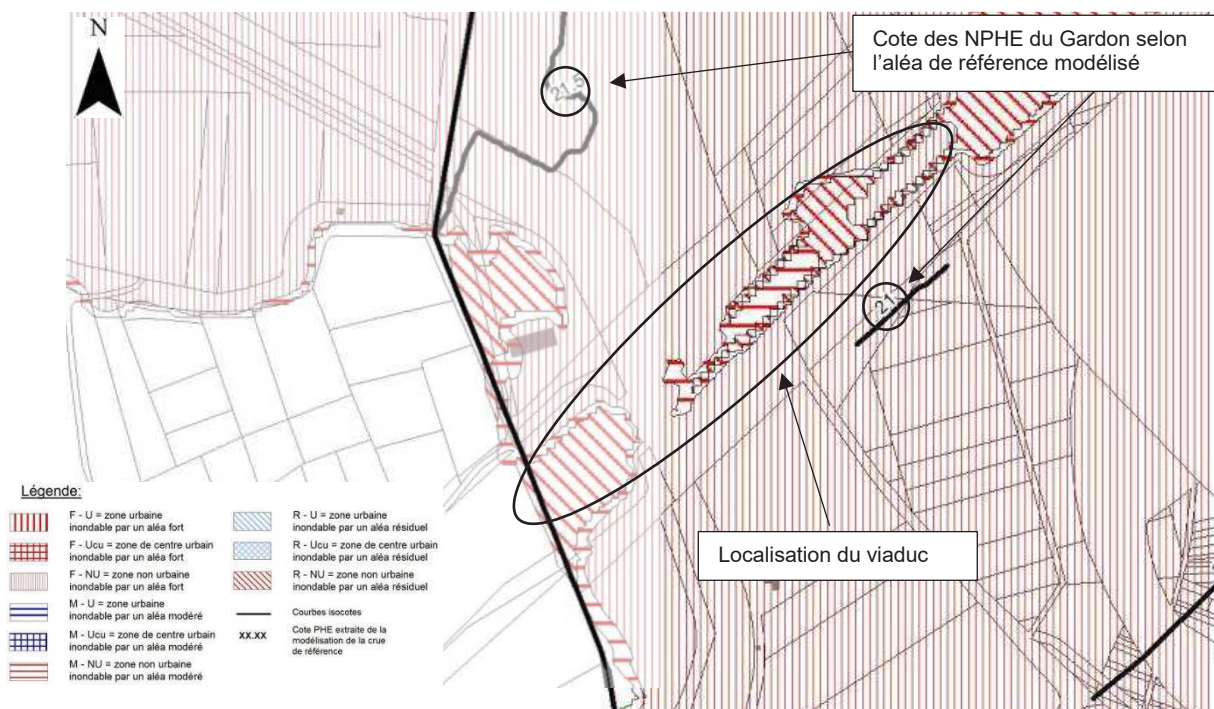 N
Cote des NPHE du Gardon selon
l'aléa de référence modélisé
21.5
21.
Localisation du viaduc
Légende:
F - U = zone urbaine
inondable par un aléa fort
F - Ucu = zone de centre urbain
inondable par un aléa fort
F - NU = zone non urbaine
inondable par un aléa fort
M - U = zone urbaine
inondable par un aléa modéré
M - Ucu = zone de centre urbain
inondable par un aléa modéré
M - NU = zone non urbaine
inondable par un aléa modéré
R - U = zone urbaine
inondable par un aléa résiduel
R - Ucu = zone de centre urbain
inondable par un aléa résiduel
R - NU = zone non urbaine
inondable par un aléa résiduel
Courbes isocotes
XX.XX
Cote PHE extraite de la
modélisation de la crue
de référence